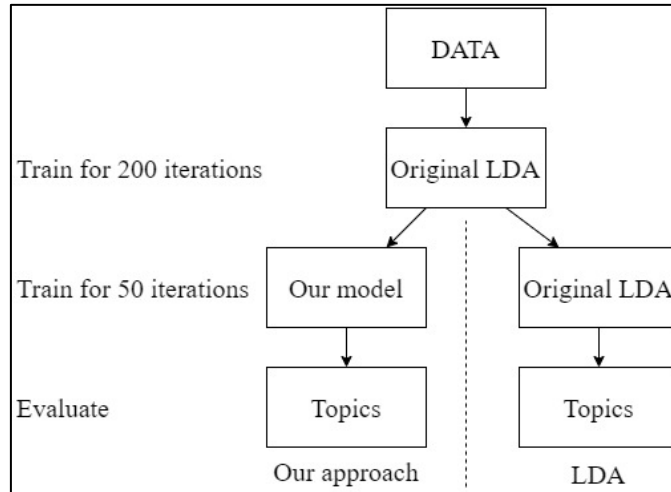 DATA
Train for 200 iterations
Original LDA
Train for 50 iterations
Our model
Original LDA
Evaluate
Topics
Topics
Our approach
LDA